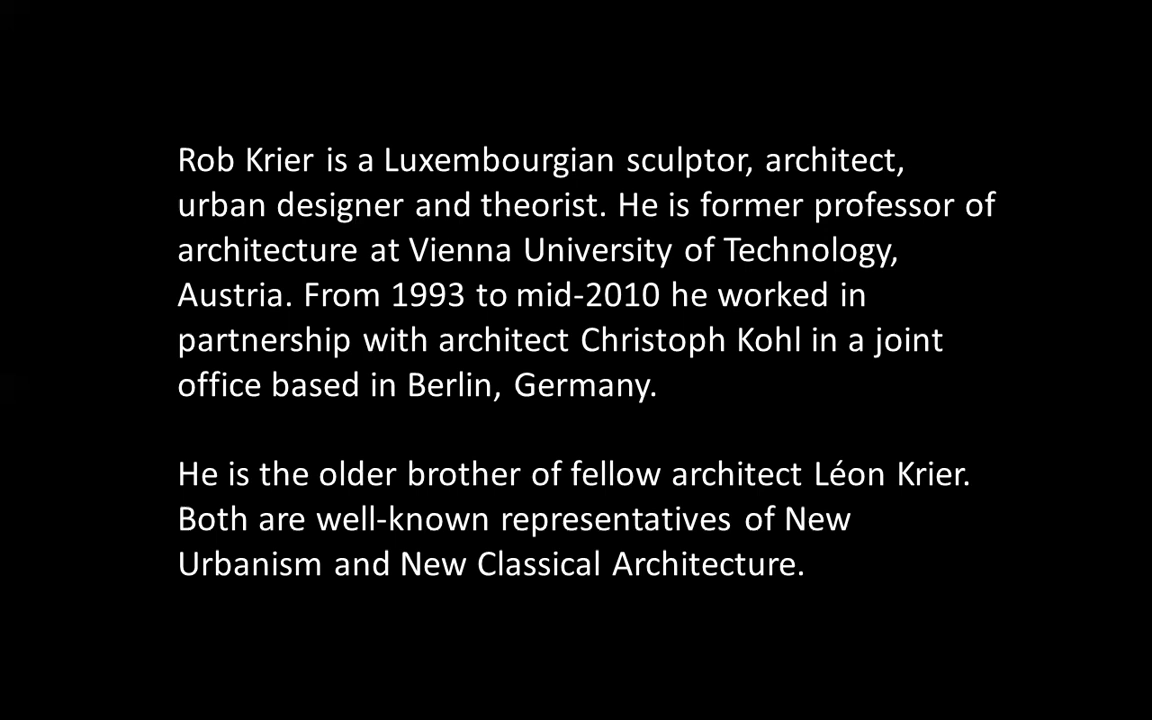 Rob Krier is a Luxembourgian sculptor, architect,
urban designer and theorist. He is former professor of
architecture at Vienna University of Technology,
Austria. From 1993 to mid-2010 he worked in
partnership with architect Christoph Kohl in a joint
office based in Berlin, Germany.
He is the older brother of fellow architect Léon Krier.
Both are well-known representatives of New
Urbanism and New Classical Architecture.